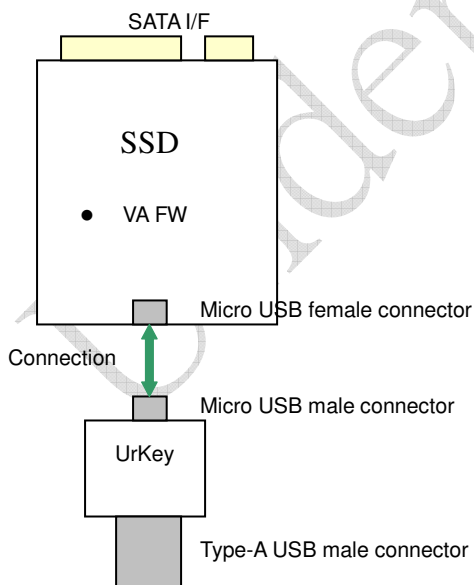 SATA I/F
SSD
• VA FW
Micro USB female connector
Connection
Micro USB male connector
UrKey
Type-A USB male connector